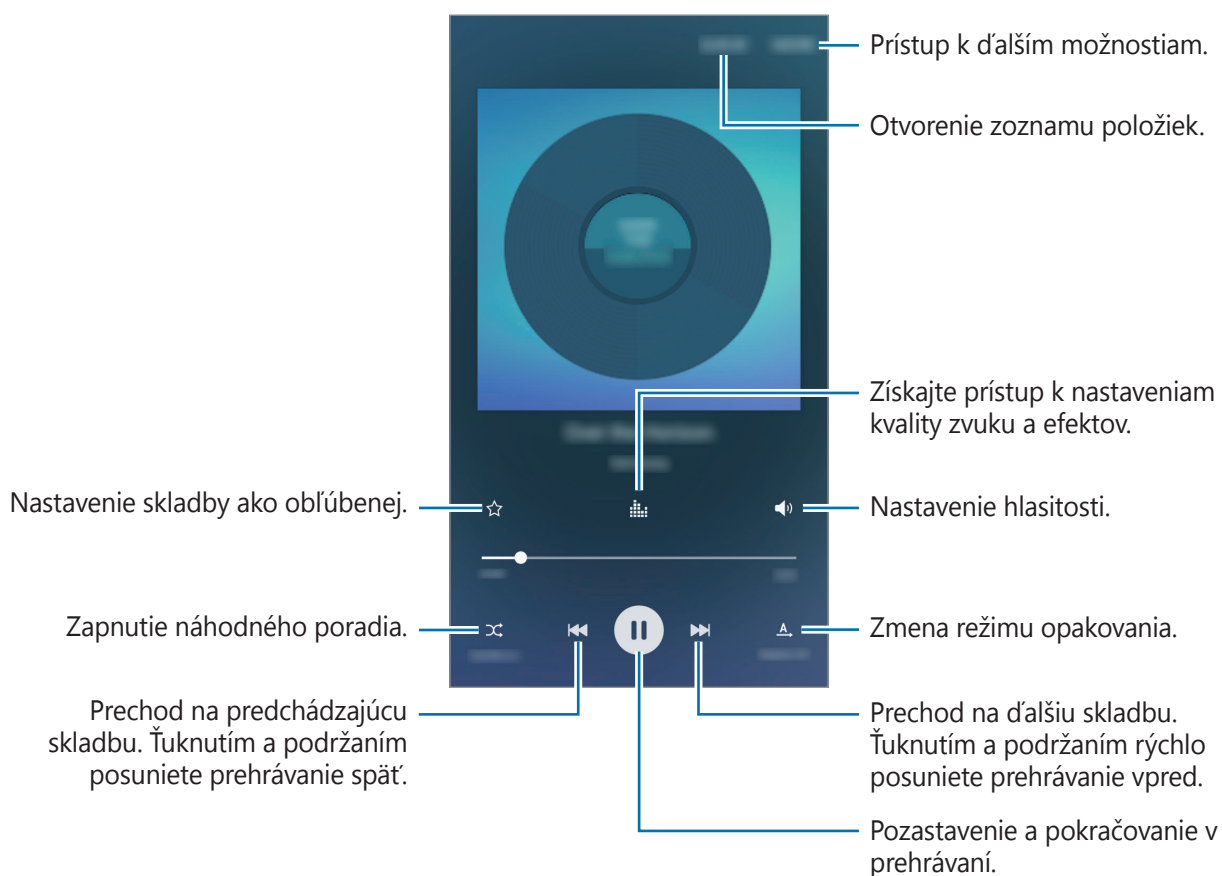 Prístup k ďalším možnostiam.
Otvorenie zoznamu položiek.
Získajte prístup k nastaveniam
kvality zvuku a efektov.
Nastavenie skladby ako obľúbenej.
Nastavenie hlasitosti.
Zapnutie náhodného poradia.
A
Zmena režimu opakovania.
Prechod na predchádzajúcu
skladbu. Ťuknutím a podržaním
posuniete prehrávanie späť.
Prechod na ďalšiu skladbu.
Ťuknutím a podržaním rýchlo
posuniete prehrávanie vpred.
Pozastavenie a pokračovanie v
prehrávaní.